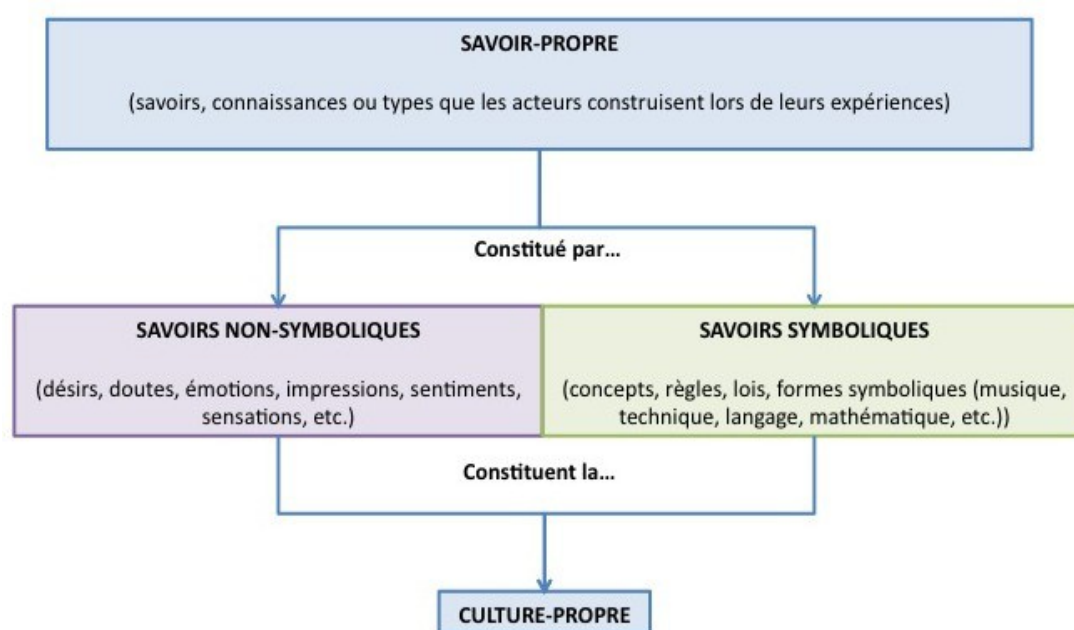 SAVOIR-PROPRE
(savoirs, connaissances ou types que les acteurs construisent lors de leurs expériences)
Constitué par...
SAVOIRS NON-SYMBOLIQUES
(désirs, doutes, émotions, impressions, sentiments,
sensations, etc.)
SAVOIRS SYMBOLIQUES
(concepts, règles, lois, formes symboliques (musique,
technique, langage, mathématique, etc.))
Constituent la...
CULTURE-PROPRE